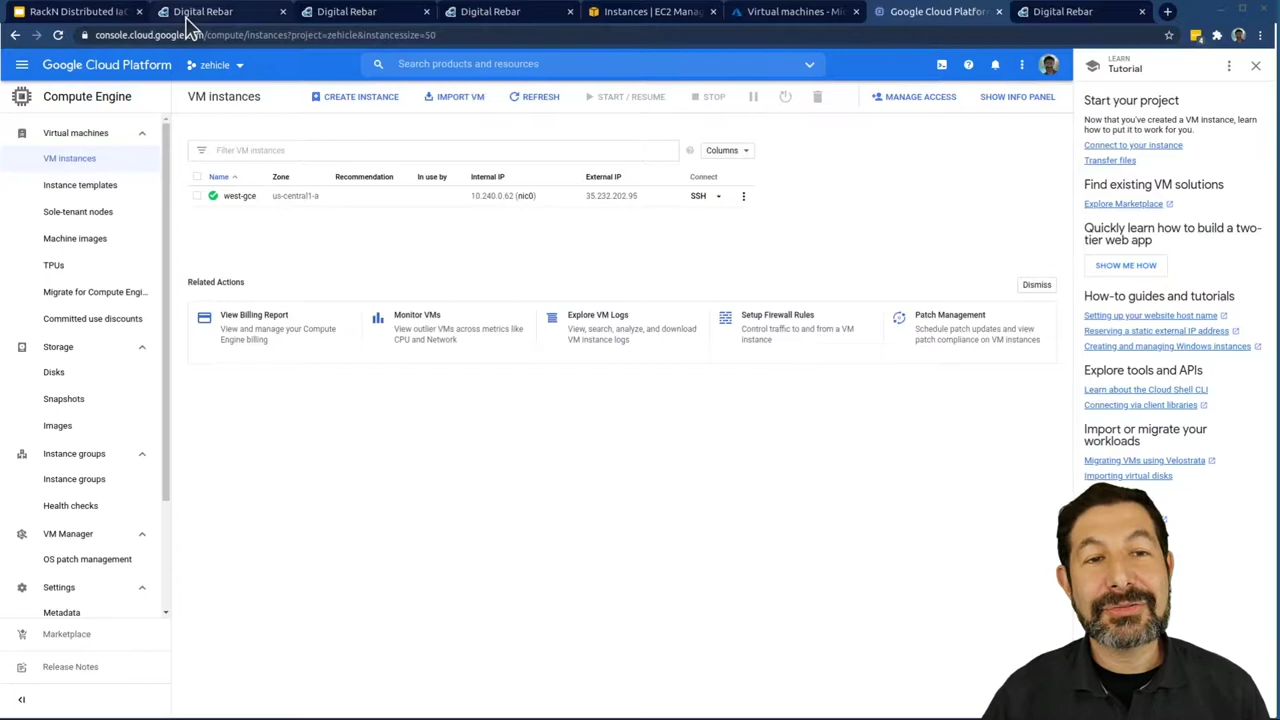 RackN Distributed IaC
Digital Rebar
Digital Rebar
Digital Rebar
Instances | EC2 Manag
Virtual machines - Mic
Google Cloud Platform
Digital Rebar
/compute/instances?project=zehicle&instancessize=50
Google Cloud Platform
zehicle
Search products and resources
LEARN
Tutorial
Compute Engine
VM instances
CREATE INSTANCE
IMPORT VM
REFRESH
START / RESUME
STOP
MANAGE ACCESS
SHOW INFO PANEL
Virtual machines
VM instances
Instance templates
Sole-tenant nodes
Machine images
TPUs
Migrate for Compute Engi...
Committed use discounts
Storage
Disks
Snapshots
Images
Instance groups
Instance groups
Health checks
VM Manager
OS patch management
Settings
Metadata
Marketplace
Release Notes
Filter VM instances
Columns
Name
Zone
Recommendation
In use by
Internal IP
External IP
Connect
west-gce
us-central1-a
10.240.0.62 (nic0)
35.232.202.95
SSH
Related Actions
Dismiss
View Billing Report
View and manage your Compute
Engine billing
Monitor VMs
View outlier VMs across metrics like
CPU and Network
Explore VM Logs
View, search, analyze, and download
VM instance logs
Setup Firewall Rules
Control traffic to and from a VM
instance
Patch Management
Schedule patch updates and view
patch compliance on VM instances
Start your project
Now that you've created a VM instance, learn
how to put it to work for you.
Connect to your instance
Transfer files
Find existing VM solutions
Explore Marketplace
Quickly learn how to build a two-
tier web app
SHOW ME HOW
How-to guides and tutorials
Setting up your website host name
Reserving a static external IP address
Creating and managing Windows instances
Explore tools and APIs
Learn about the Cloud Shell CLI
Connecting via client libraries
Import or migrate your
workloads
Migrating VMs using Velostrata
Importing virtual disks